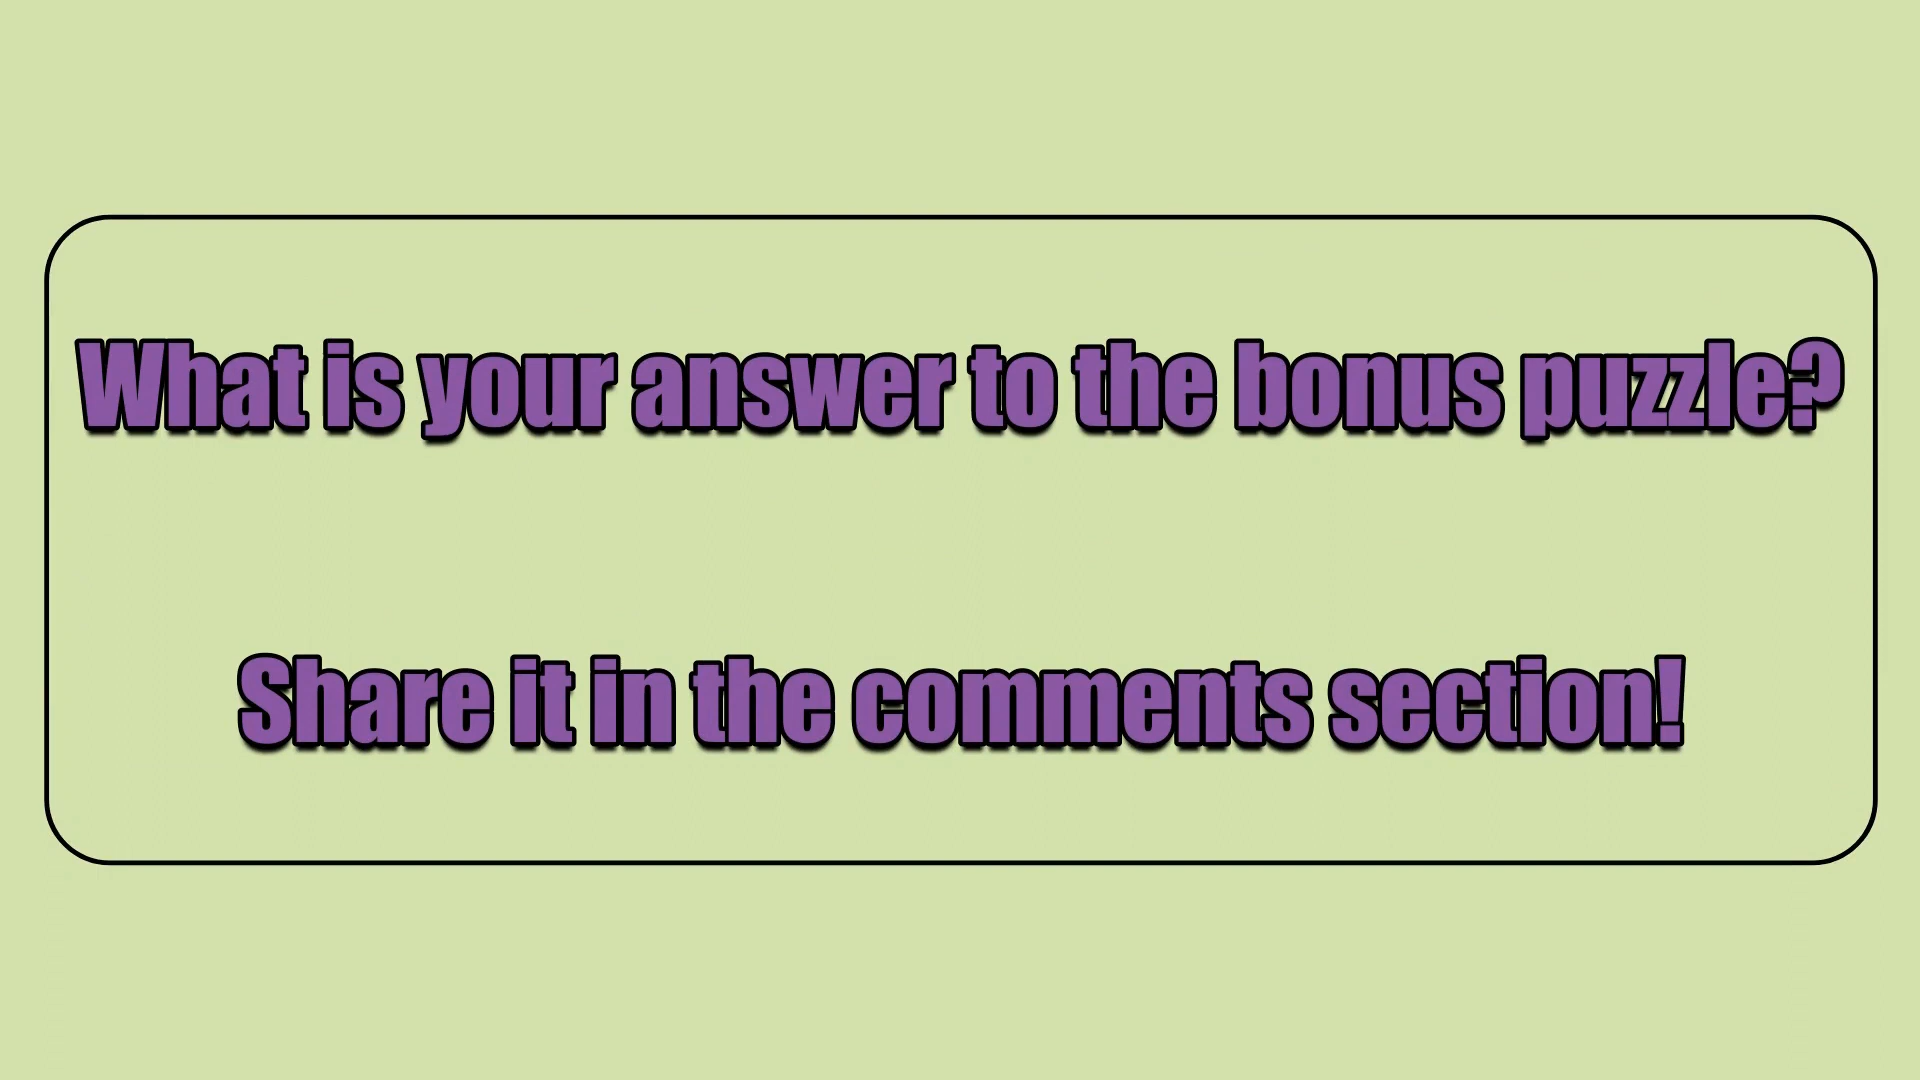 What is your answer to the bonus puzzle?
Share it in the comments section!